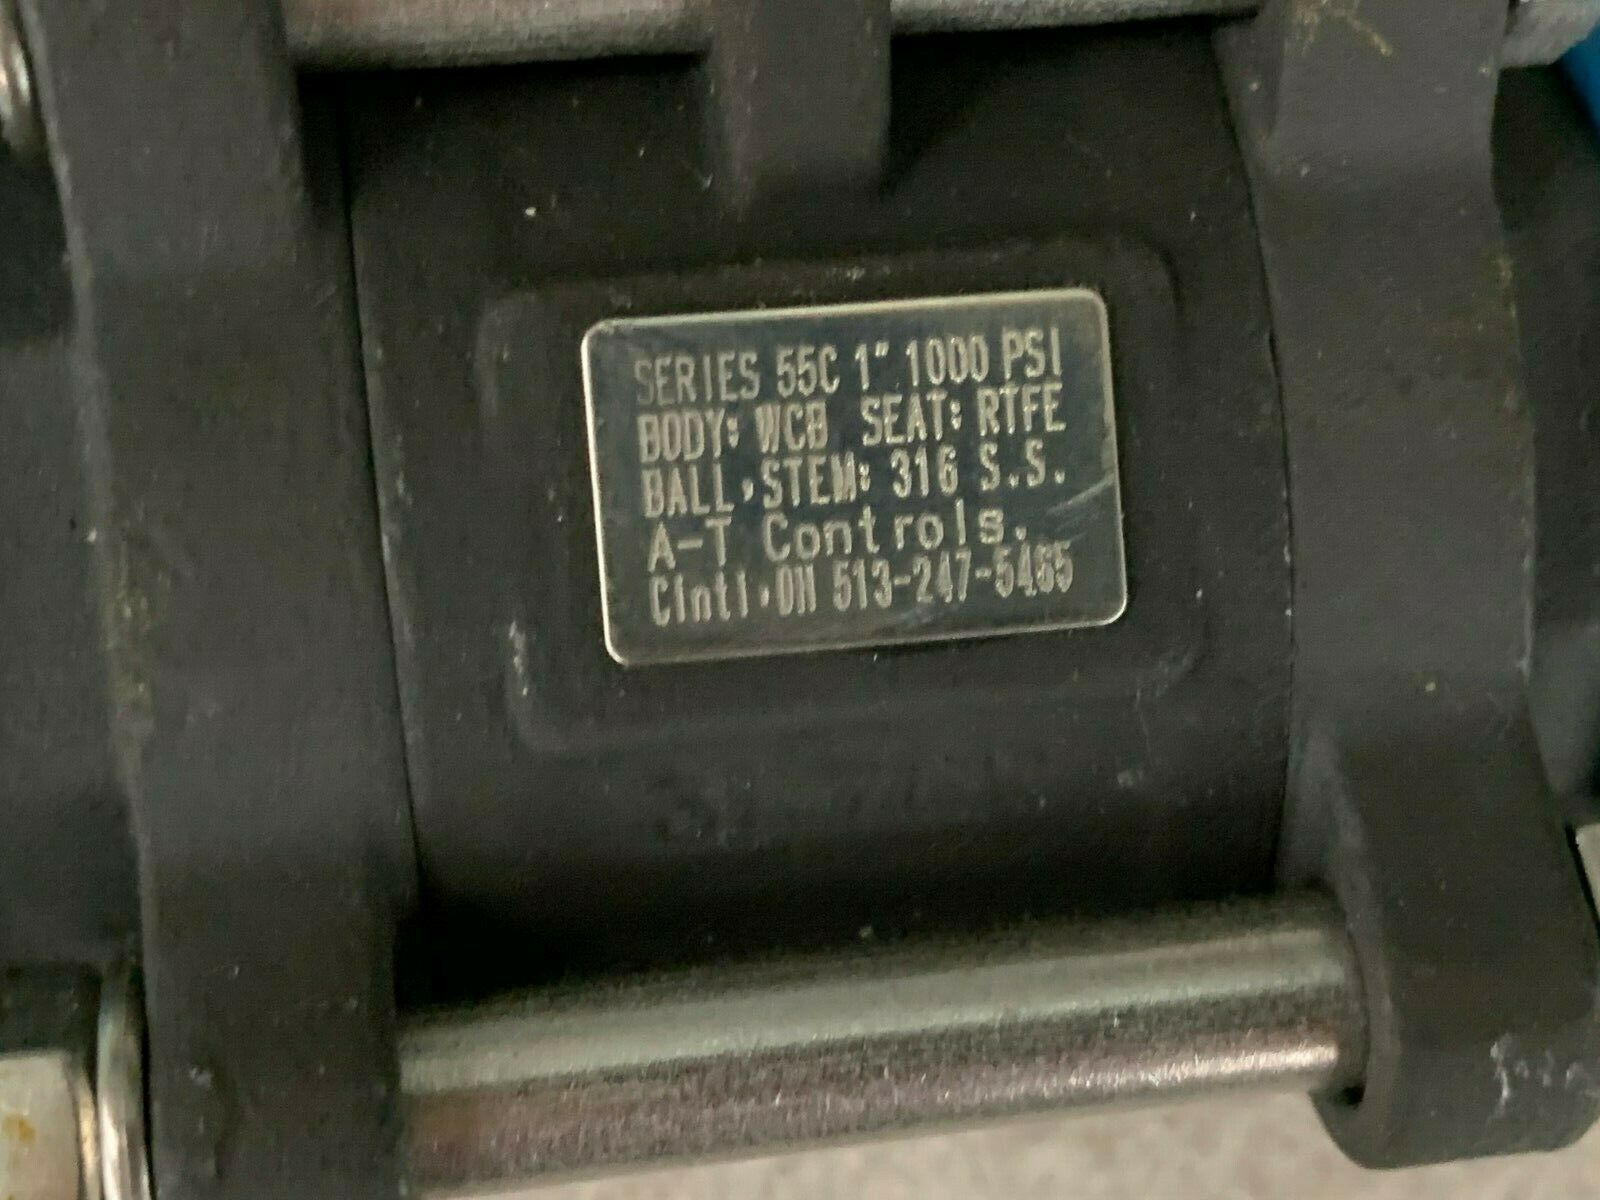 SERIES 55C 1" 1000 PSI
BODY: WCB SEAT: RTFE
BALL,STEM: 316 S.S.
A-T Controls.
Cinti,OH 513-247-5465